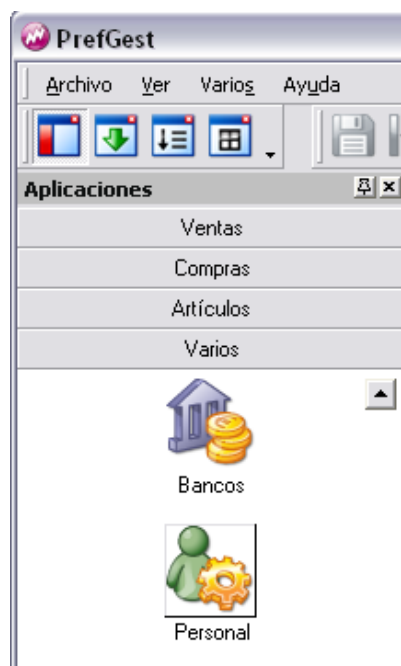 PrefGest
Archivo Ver Varios Ayuda
Aplicaciones
Ventas
Compras
Artículos
Varios
Bancos
Personal